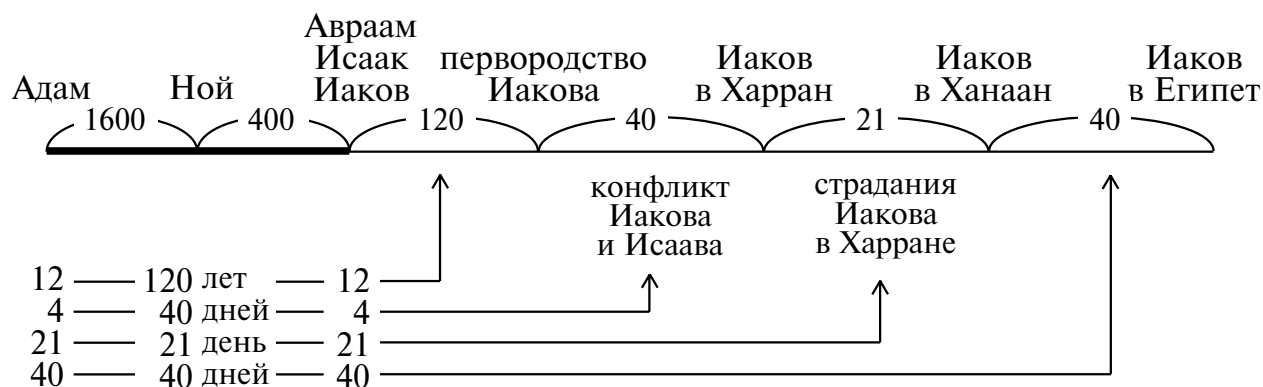 Авраам
Исаак первородство Иаков Иаков Иаков
Адам Ной Иаков Иакова в Харран в Ханаан в Египет
1600 400 120 40 21 40
конфликт страдания
Иакова Иакова
и Исаава в Харране
12 120 лет 12
4 40 дней 4
21 21 день 21
40 40 дней 40